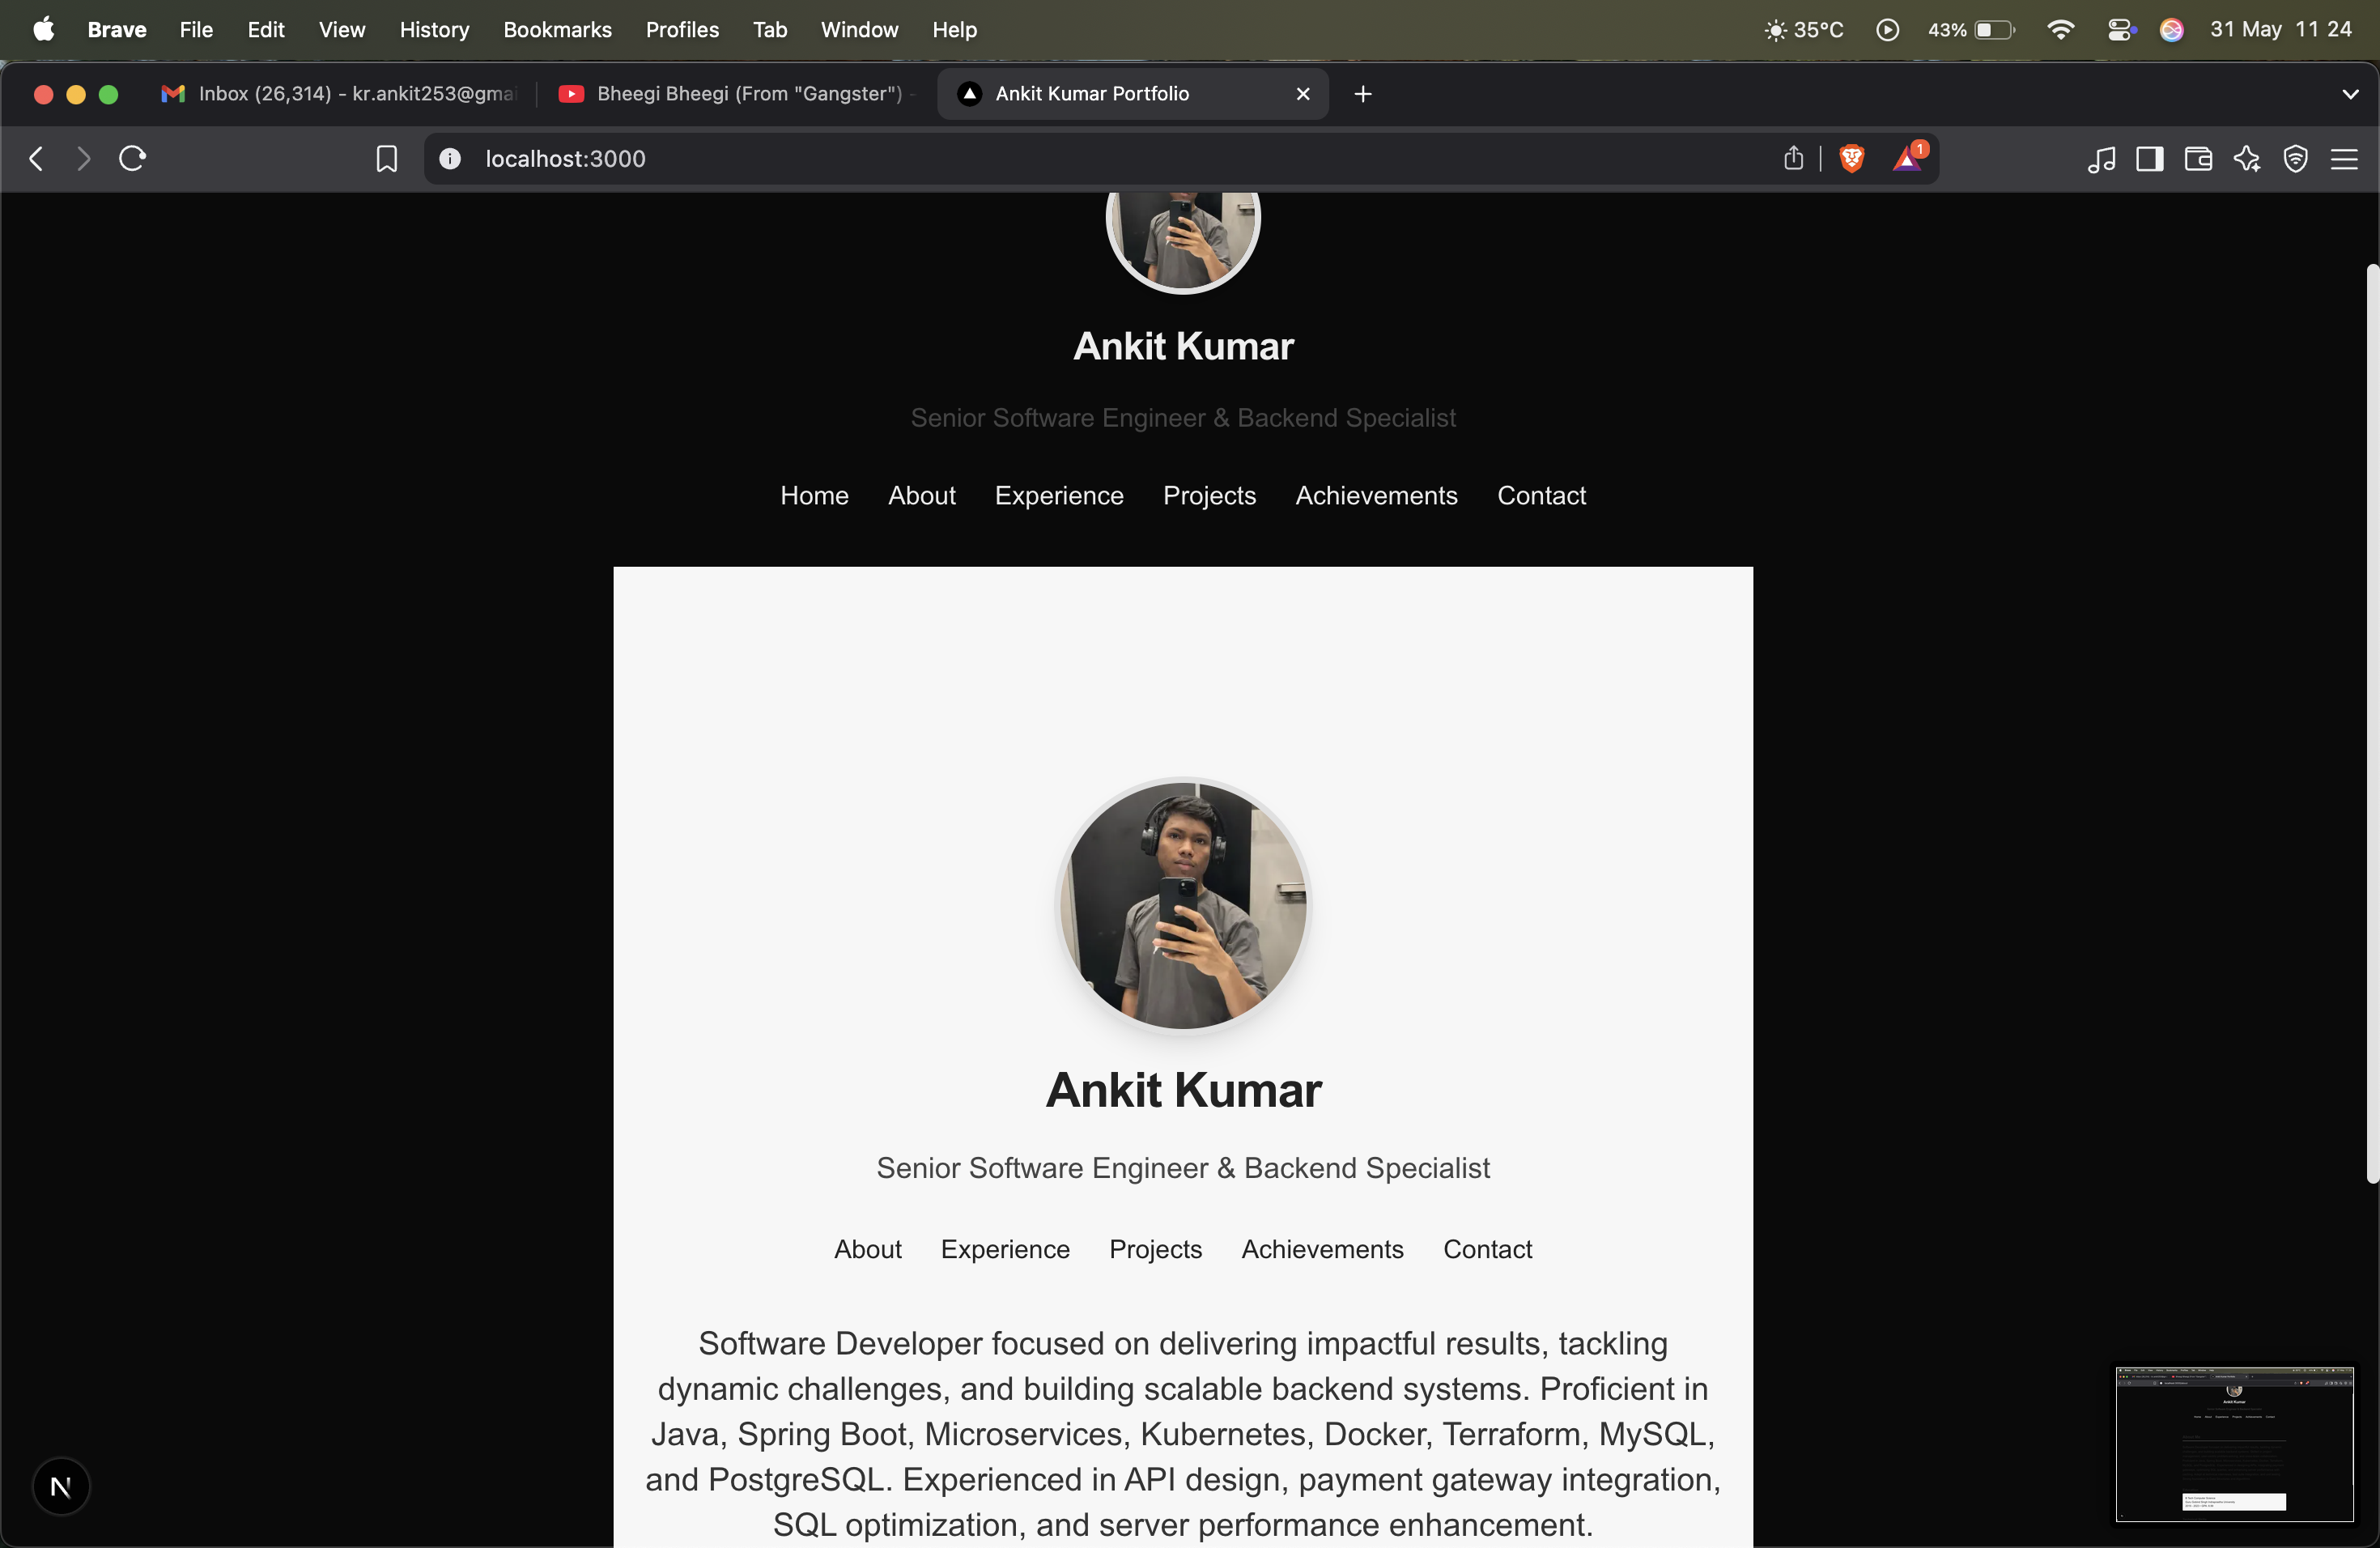 Brave File Edit View History Bookmarks Profiles Tab Window Help 35°C 43% 31 May 11 24
Inbox (26,314) - kr.ankit253@gmai Bheegi Bheegi (From "Gangster") - Ankit Kumar Portfolio
localhost:3000 1
Ankit Kumar
Senior Software Engineer & Backend Specialist
Home About Experience Projects Achievements Contact
Ankit Kumar
Senior Software Engineer & Backend Specialist
About Experience Projects Achievements Contact
Software Developer focused on delivering impactful results, tackling
dynamic challenges, and building scalable backend systems. Proficient in
Java, Spring Boot, Microservices, Kubernetes, Docker, Terraform, MySQL,
and PostgreSQL. Experienced in API design, payment gateway integration,
SQL optimization, and server performance enhancement.
N
Ankit Kumar